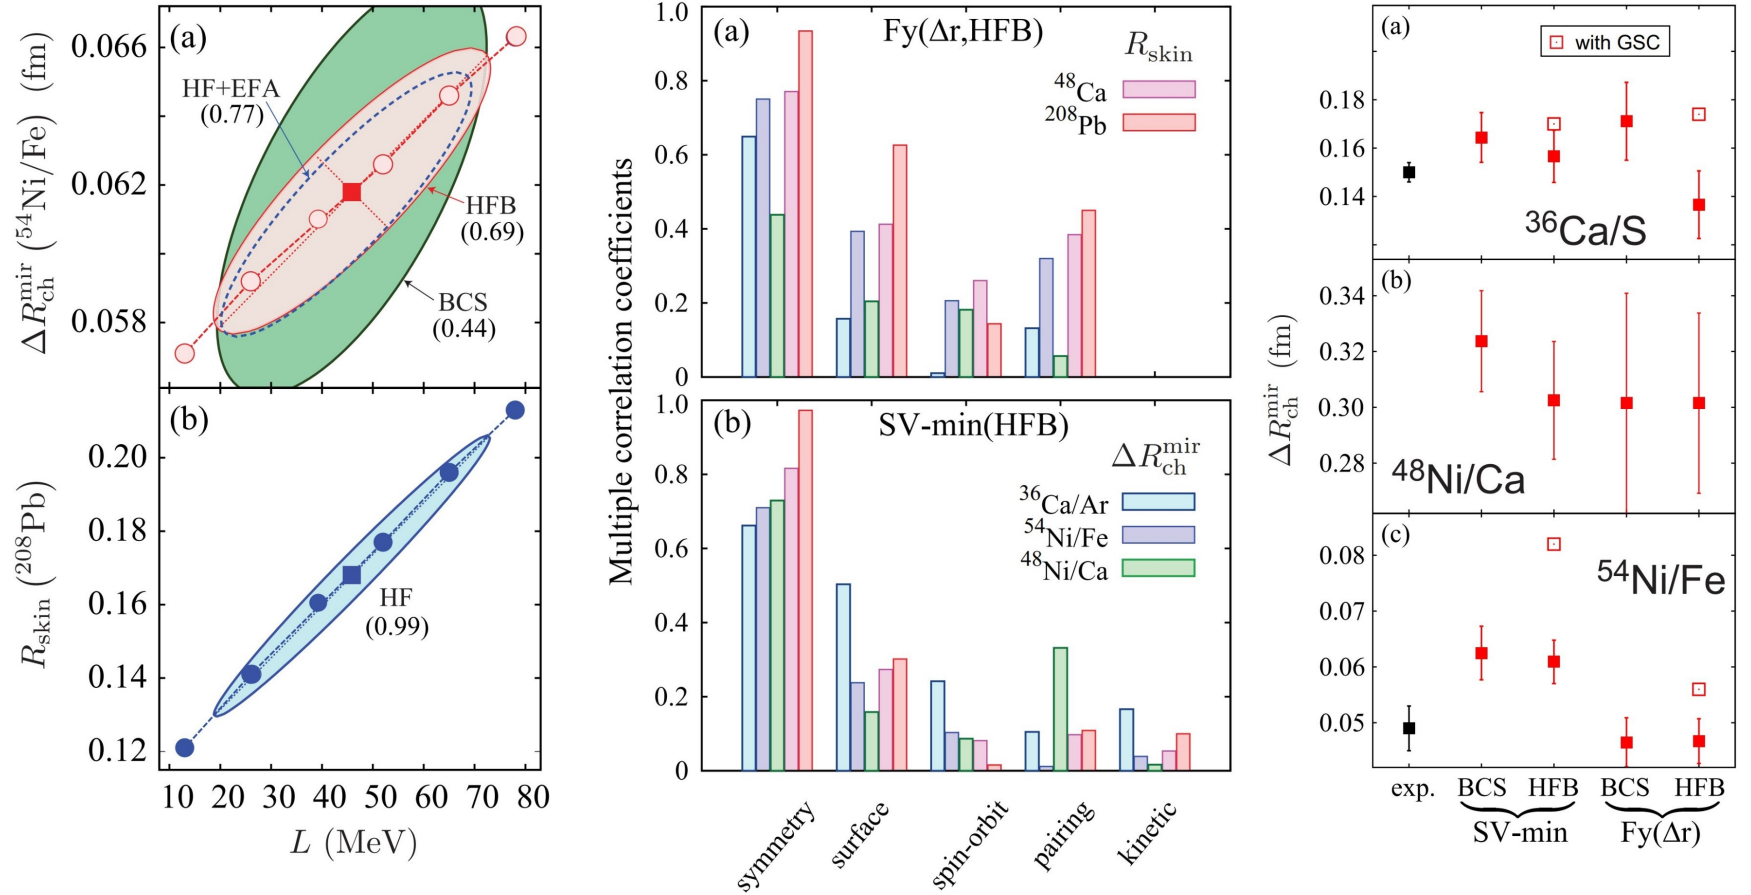 ΔR_ch^mir (⁵⁴Ni/Fe) (fm)
(a)
0.066
0.062
0.058
HF+EFA
(0.77)
HFB
(0.69)
BCS
(0.44)
R_skin (²⁰⁸Pb)
(b)
0.20
0.18
0.16
0.14
0.12
HF
(0.99)
10 20 30 40 50 60 70 80
L (MeV)
Multiple correlation coefficients
(a)
Fy(Δr,HFB)
R_skin
⁴⁸Ca
²⁰⁸Pb
1.0
0.8
0.6
0.4
0.2
0
(b)
SV-min(HFB)
ΔR_ch^mir
³⁶Ca/Ar
⁵⁴Ni/Fe
⁴⁸Ni/Ca
1.0
0.8
0.6
0.4
0.2
0
symmetry
surface
spin-orbit
pairing
kinetic
ΔR_ch^mir (fm)
(a)
with GSC
0.18
0.16
0.14
³⁶Ca/S
(b)
0.34
0.32
0.30
0.28
⁴⁸Ni/Ca
(c)
0.08
0.07
0.06
0.05
⁵⁴Ni/Fe
exp. BCS HFB BCS HFB
SV-min Fy(Δr)